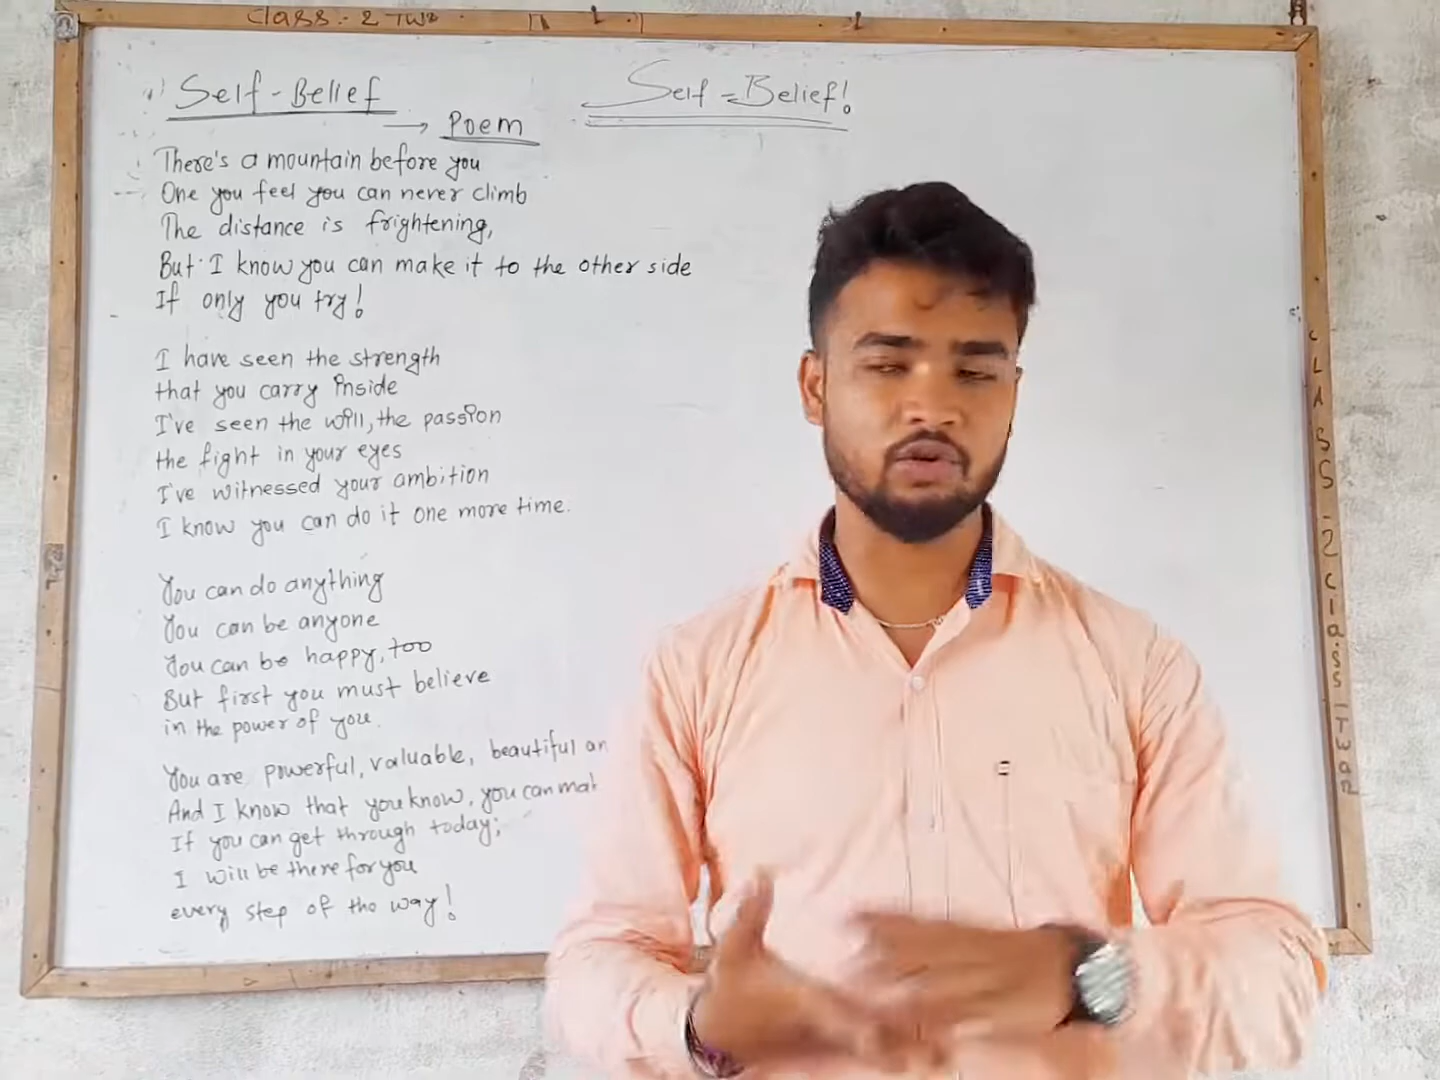 Class :- 2 Two
Self-Belief
→ Poem
Self = Belief!
There's a mountain before you
One you feel you can never climb
The distance is frightening,
But I know you can make it to the other side
If only you try!
I have seen the strength
that you carry inside
I've seen the will, the passion
the fight in your eyes
I've witnessed your ambition
I know you can do it one more time.
You can do anything
You can be anyone
You can be happy, too
But first you must believe
in the power of you.
You are powerful, valuable, beautiful an
And I know that you know, you can mak
If you can get through today;
I will be there for you
every step of the way!
CLASS-2 Class-Two